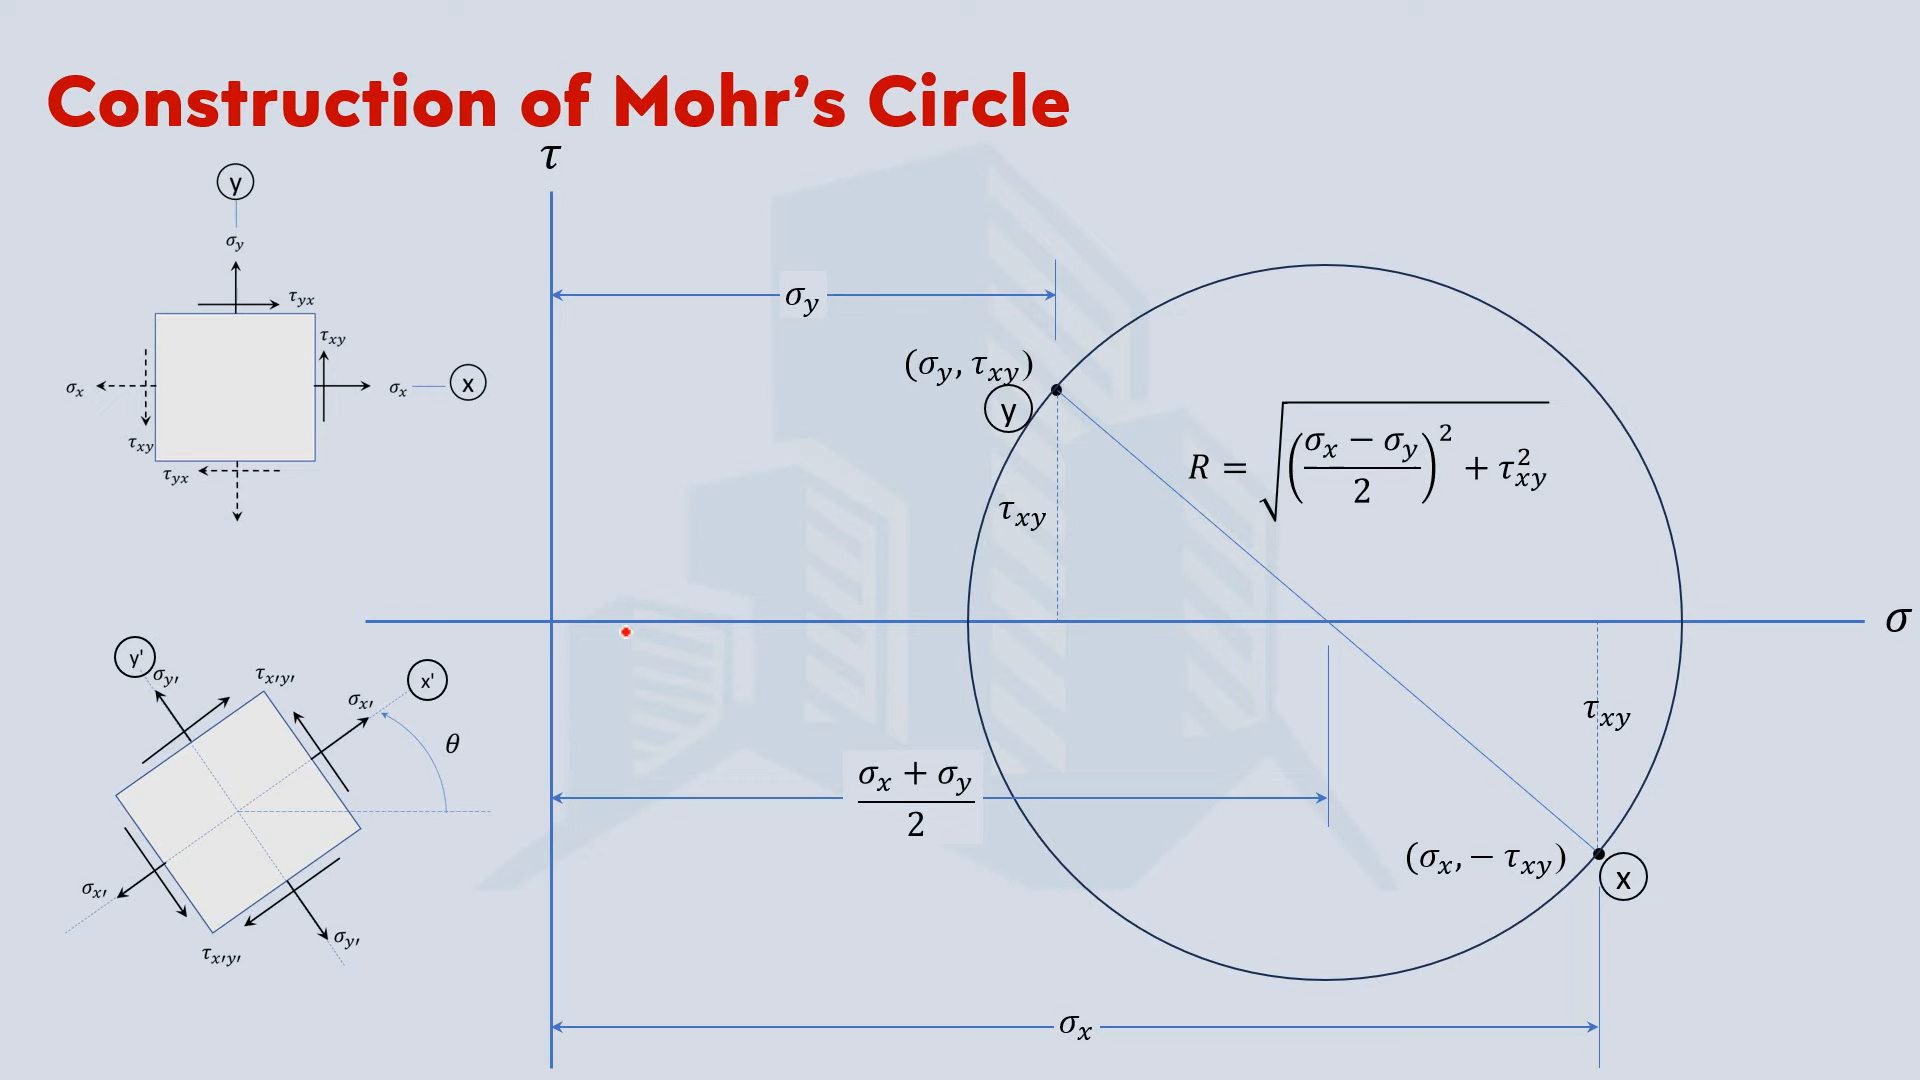 Construction of Mohr’s Circle
y
σy
τyx
τxy
σx
σx
x
τxy
τyx
y'
σy′
τx′y′
σx′
x'
θ
σx′
σy′
τx′y′
τ
σy
(σy, τxy)
y
R = √((σx − σy)/2)² + τ²xy
τxy
σ
τxy
(σx + σy)/2
(σx, − τxy)
x
σx